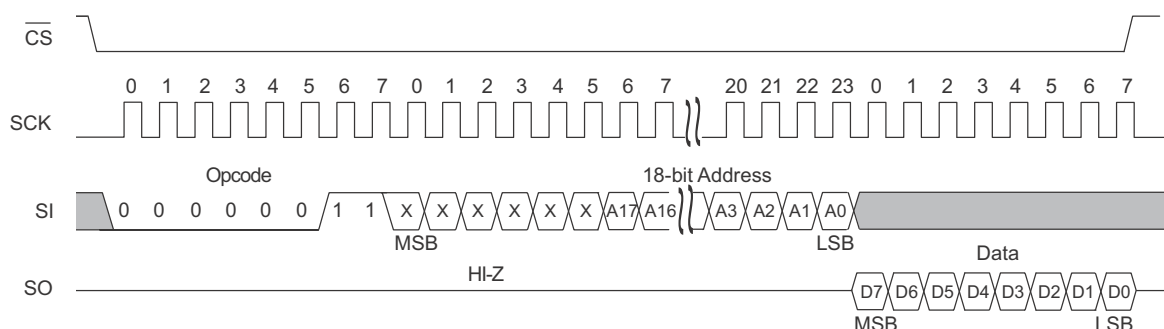 CS
0 1 2 3 4 5 6 7 0 1 2 3 4 5 6 7 20 21 22 23 0 1 2 3 4 5 6 7
SCK
Opcode 18-bit Address
SI 0 0 0 0 0 0 1 1 X X X X X X A17 A16 A3 A2 A1 A0
MSB LSB
Data
HI-Z
SO D7 D6 D5 D4 D3 D2 D1 D0
MSB LSB